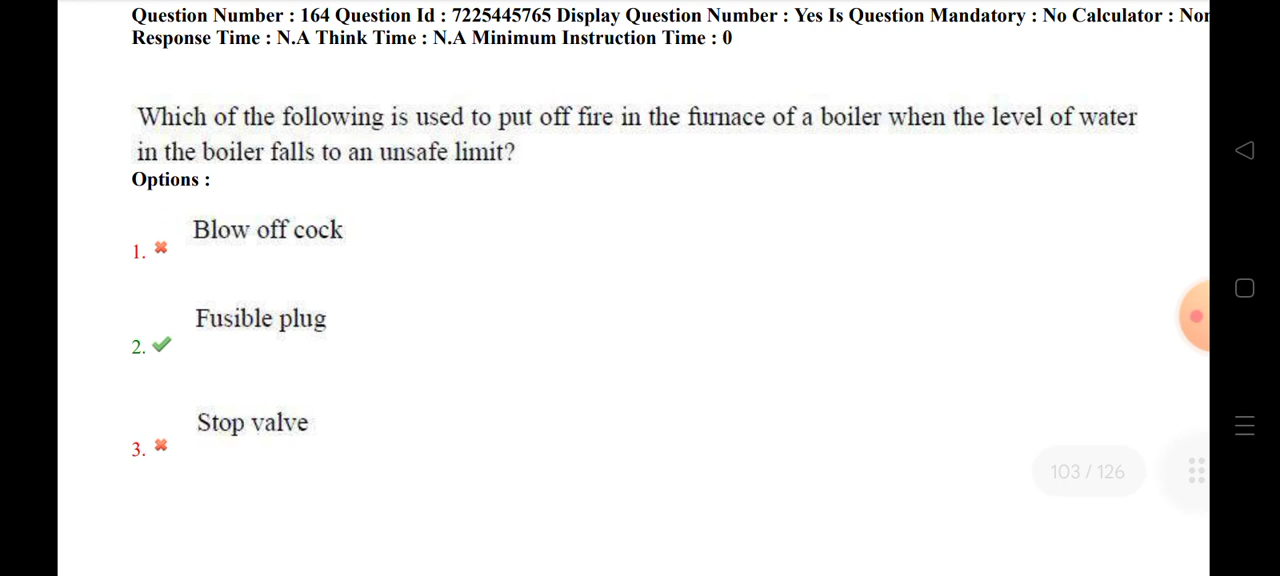 Question Number : 164 Question Id : 7225445765 Display Question Number : Yes Is Question Mandatory : No Calculator :
Response Time : N.A Think Time : N.A Minimum Instruction Time : 0
Which of the following is used to put off fire in the furnace of a boiler when the level of water
in the boiler falls to an unsafe limit?
Options :
Blow off cock
1.
Fusible plug
2.
Stop valve
3.
103 / 126